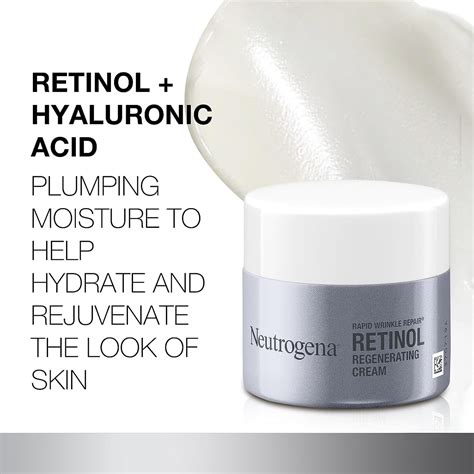 RETINOL +
HYALURONIC
ACID
PLUMPING
MOISTURE TO
HELP
HYDRATE AND
REJUVENATE
THE LOOK OF
SKIN
Neutrogena®
RAPID WRINKLE REPAIR®
RETINOL
REGENERATING
CREAM